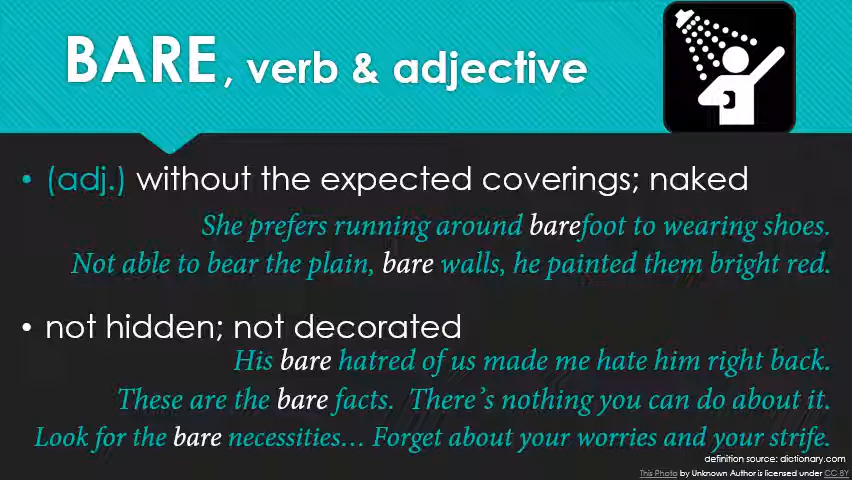 BARE, verb & adjective
• (adj.) without the expected coverings; naked
She prefers running around barefoot to wearing shoes.
Not able to bear the plain, bare walls, he painted them bright red.
• not hidden; not decorated
His bare hatred of us made me hate him right back.
These are the bare facts. There's nothing you can do about it.
Look for the bare necessities... Forget about your worries and your strife.
definition source: dictionary.com
This Photo by Unknown Author is licensed under CC BY